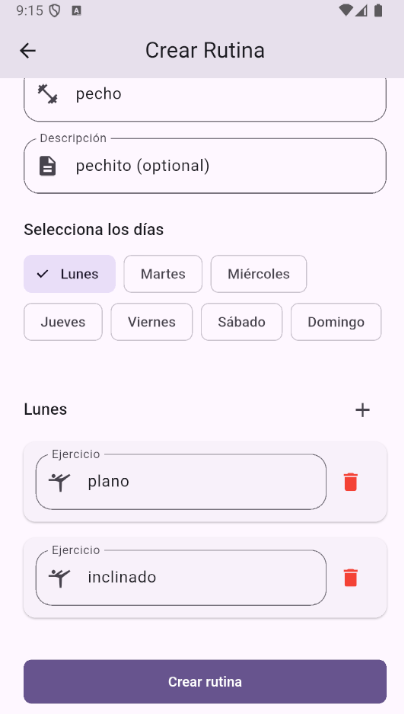 9:15
Crear Rutina
pecho
Descripción
pechito (optional)
Selecciona los días
Lunes Martes Miércoles
Jueves Viernes Sábado Domingo
Lunes
Ejercicio
plano
Ejercicio
inclinado
Crear rutina